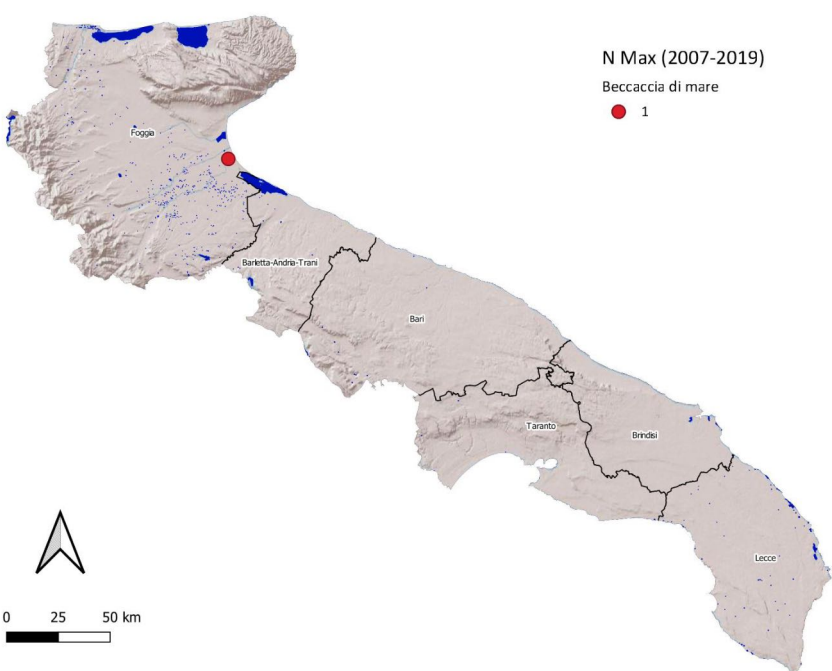 N Max (2007-2019)
Beccaccia di mare
1
Foggia
Barletta-Andria-Trani
Bari
Taranto
Brindisi
Lecce
0 25 50 km